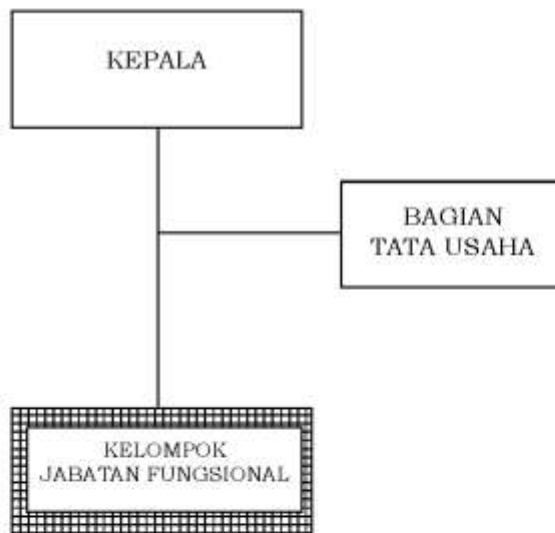 KEPALA
BAGIAN
TATA USAHA
KELOMPOK
JABATAN FUNGSIONAL